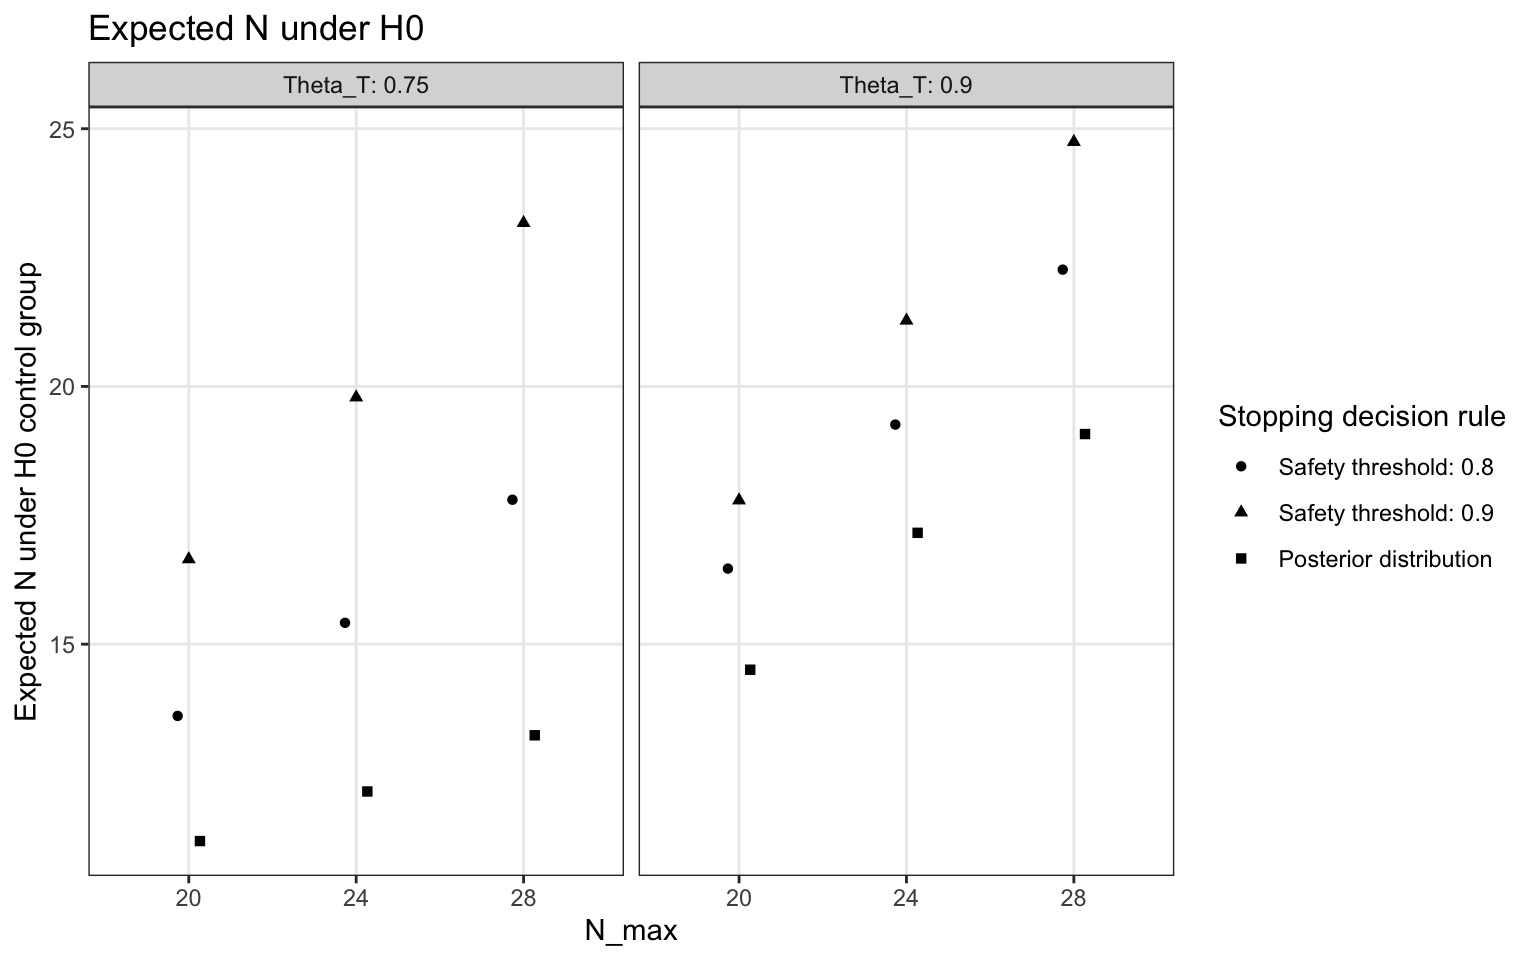 Expected N under H0
Theta_T: 0.75
Theta_T: 0.9
Expected N under H0 control group
25
20
15
20
24
28
20
24
28
N_max
Stopping decision rule
Safety threshold: 0.8
Safety threshold: 0.9
Posterior distribution